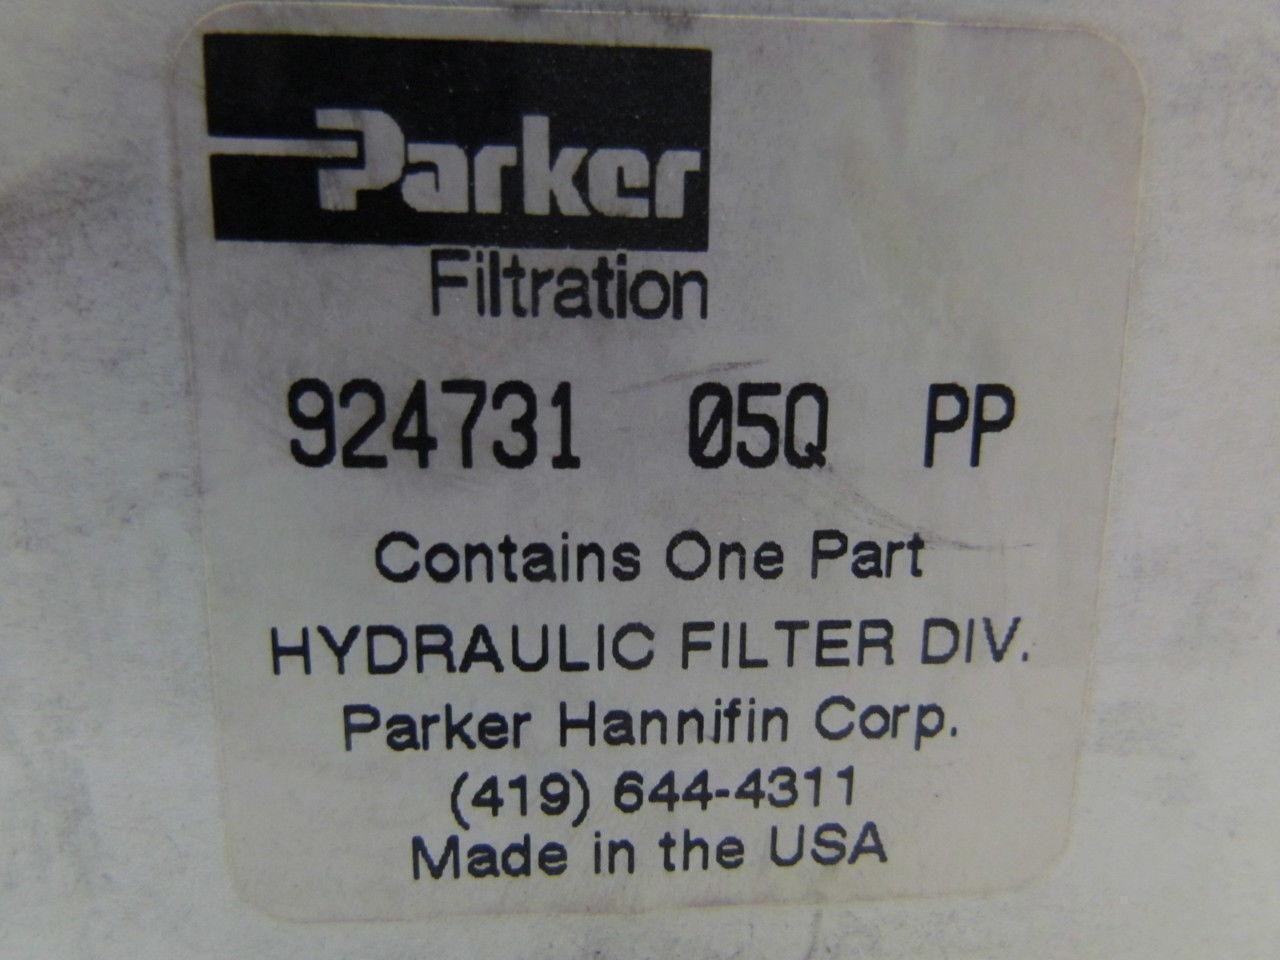 Parker
Filtration
924731 05Q PP
Contains One Part
HYDRAULIC FILTER DIV.
Parker Hannifin Corp.
(419) 644-4311
Made in the USA